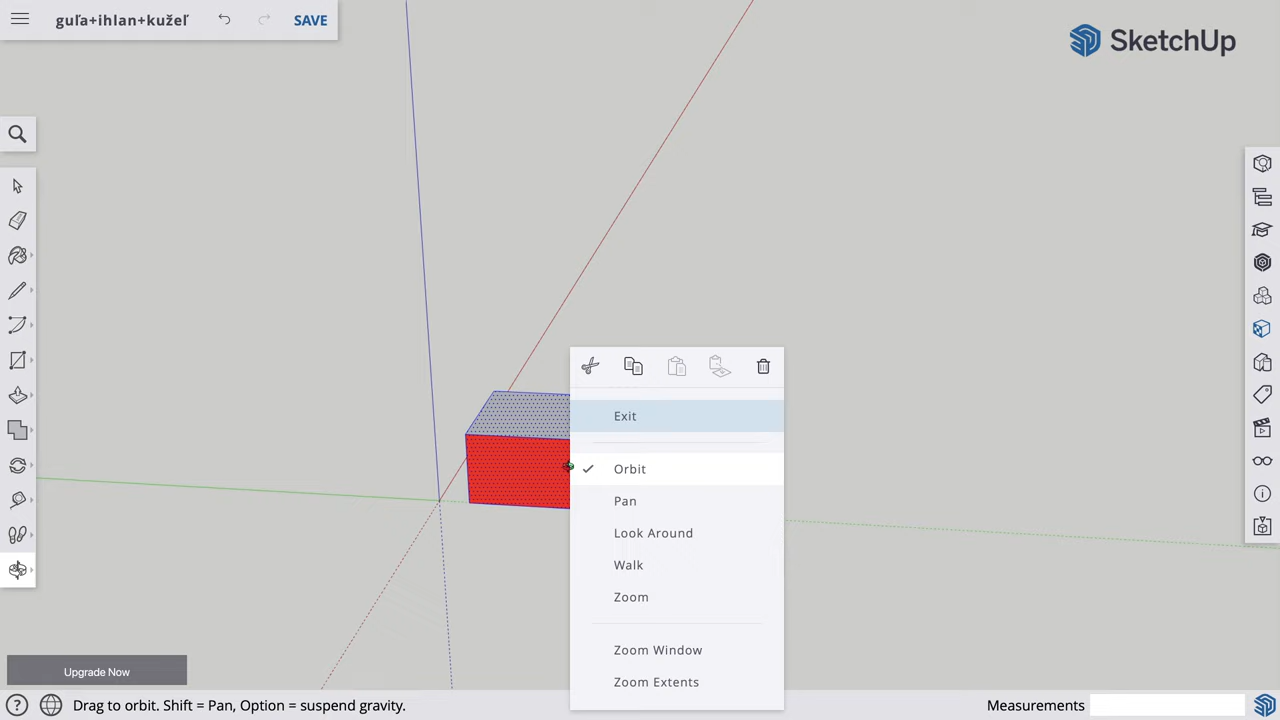 guľa+ihlan+kužeľ
SAVE
SketchUp
Exit
Orbit
Pan
Look Around
Walk
Zoom
Zoom Window
Zoom Extents
Upgrade Now
Drag to orbit. Shift = Pan, Option = suspend gravity.
Measurements